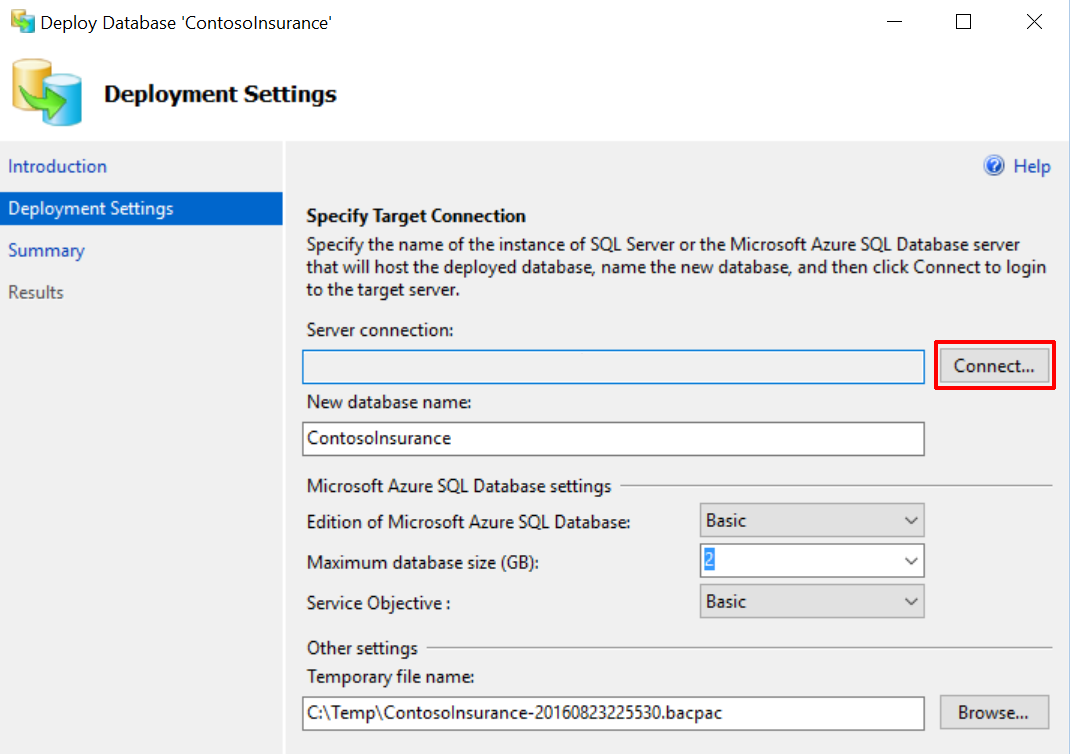 Deploy Database 'ContosoInsurance'
Deployment Settings
Introduction
Deployment Settings
Summary
Results
Help
Specify Target Connection
Specify the name of the instance of SQL Server or the Microsoft Azure SQL Database server
that will host the deployed database, name the new database, and then click Connect to login
to the target server.
Server connection:
Connect...
New database name:
ContosoInsurance
Microsoft Azure SQL Database settings
Edition of Microsoft Azure SQL Database:
Basic
Maximum database size (GB):
2
Service Objective :
Basic
Other settings
Temporary file name:
C:\Temp\ContosoInsurance-20160823225530.bacpac
Browse...